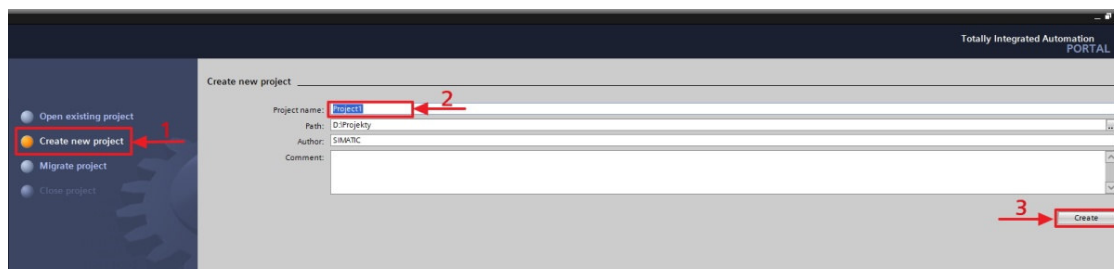 Totally Integrated Automation
PORTAL
Create new project
Open existing project
Create new project
Migrate project
Close project
1
Project name: Project1
2
Path: D:\Projekty
...
Author: SIMATIC
Comment:
3
Create